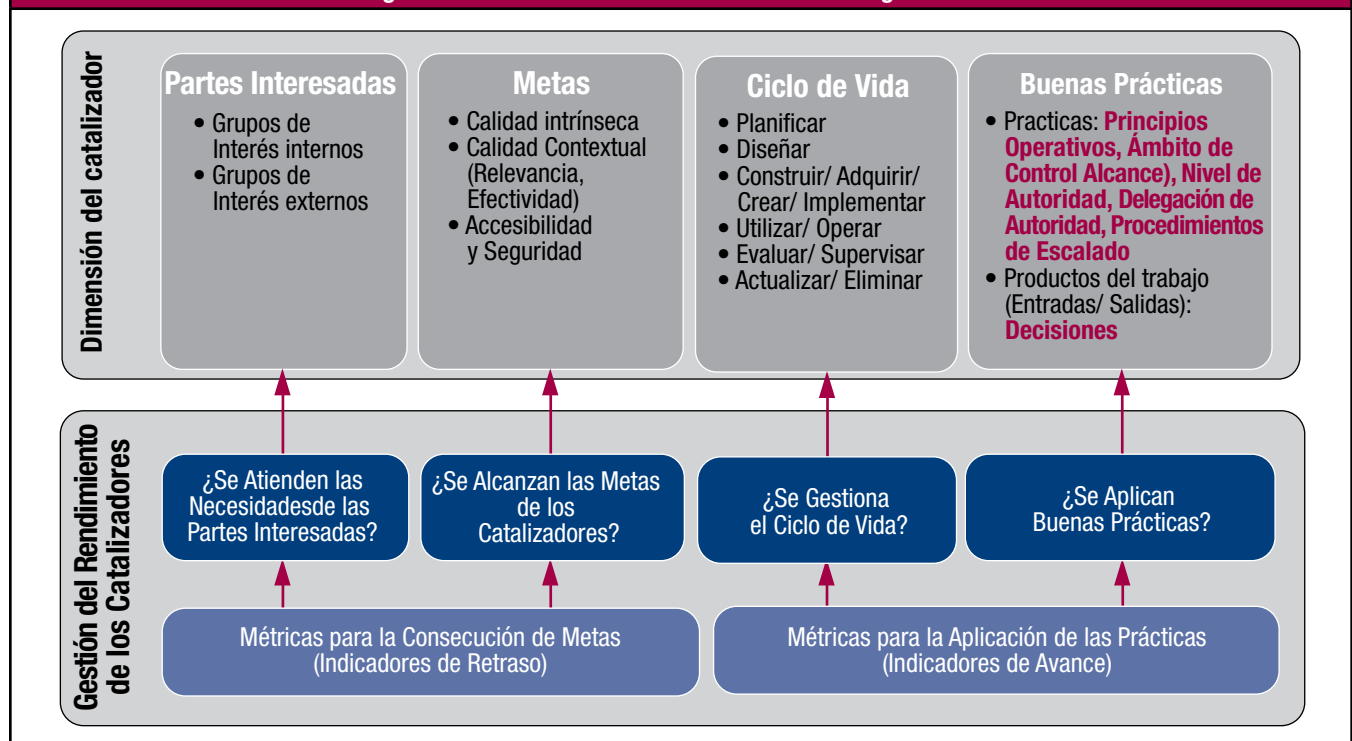 Dimensión del catalizador
Partes Interesadas
• Grupos de
Interés internos
• Grupos de
Interés externos
Metas
• Calidad intrínseca
• Calidad Contextual
(Relevancia,
Efectividad)
• Accesibilidad
y Seguridad
Ciclo de Vida
• Planificar
• Diseñar
• Construir/ Adquirir/
Crear/ Implementar
• Utilizar/ Operar
• Evaluar/ Supervisar
• Actualizar/ Eliminar
Buenas Prácticas
• Practicas: Principios
Operativos, Ámbito de
Control Alcance), Nivel de
Autoridad, Delegación de
Autoridad, Procedimientos
de Escalado
• Productos del trabajo
(Entradas/ Salidas):
Decisiones
Gestión del Rendimiento
de los Catalizadores
¿Se Atienden las
Necesidadesde las
Partes Interesadas?
¿Se Alcanzan las Metas
de los
Catalizadores?
¿Se Gestiona
el Ciclo de Vida?
¿Se Aplican
Buenas Prácticas?
Métricas para la Consecución de Metas
(Indicadores de Retraso)
Métricas para la Aplicación de las Prácticas
(Indicadores de Avance)